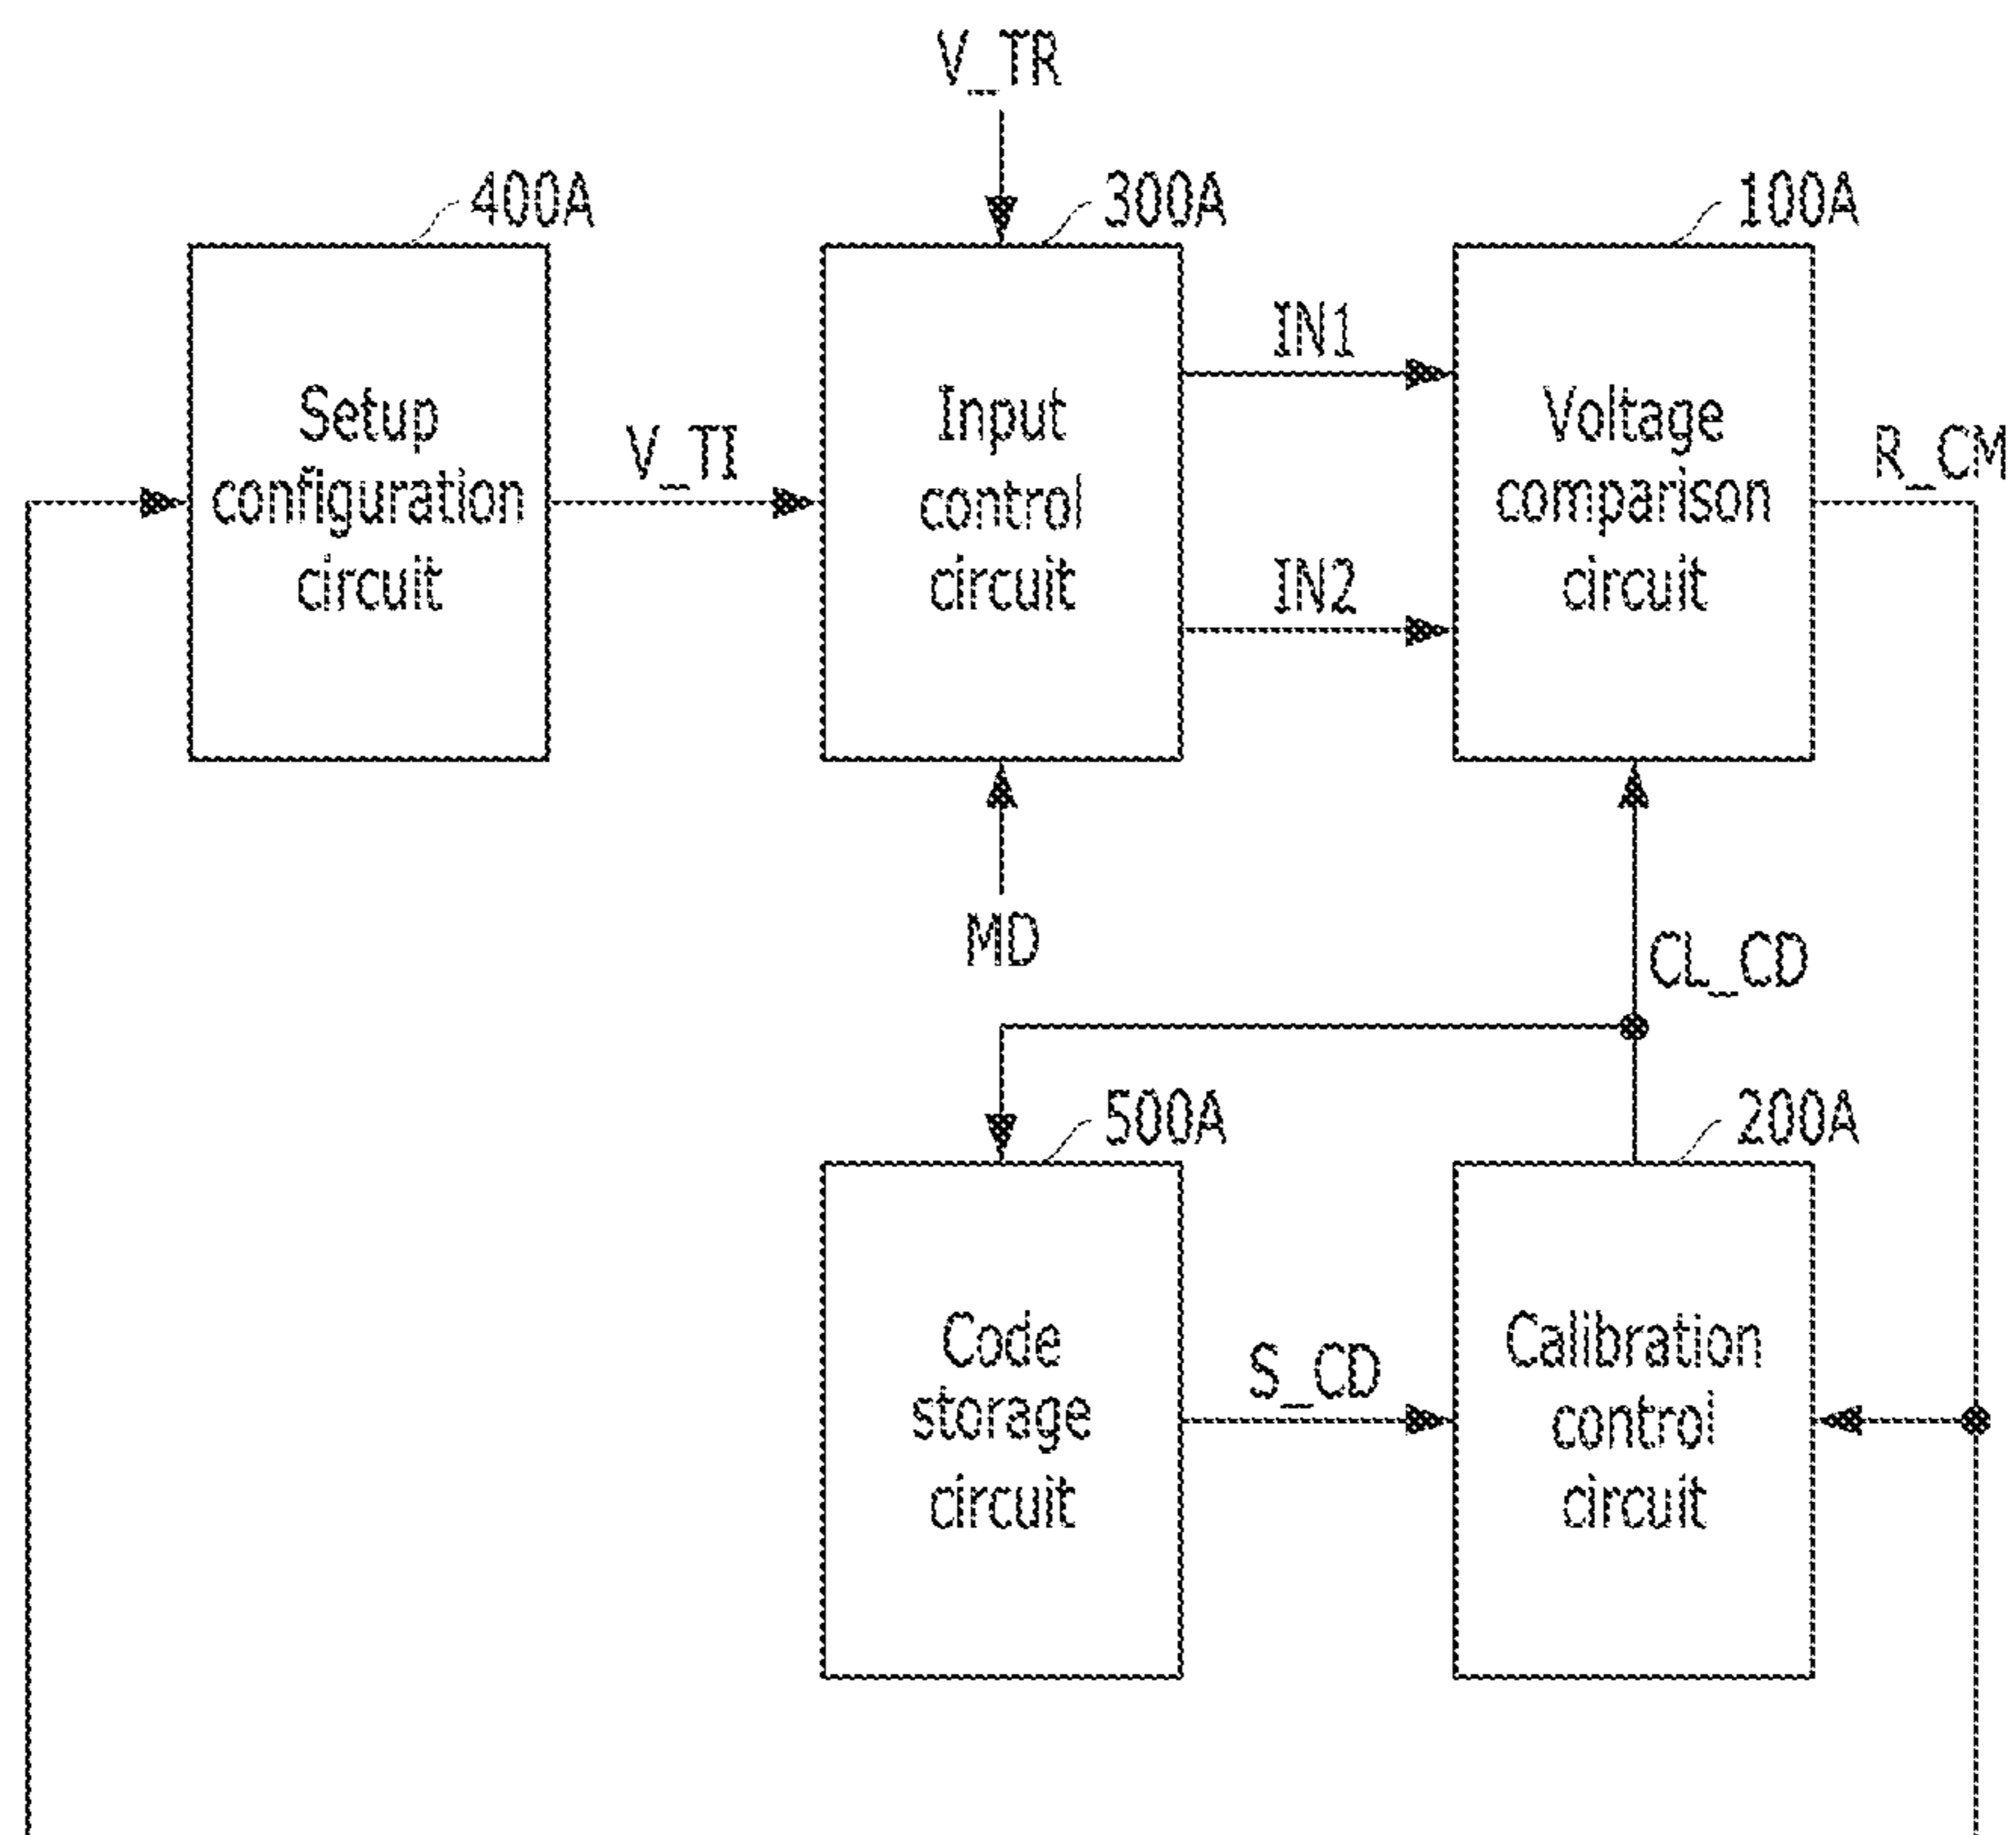 V_TR
400A
300A
100A
Setup
configuration
circuit
V_TI
Input
control
circuit
IN1
IN2
Voltage
comparison
circuit
R_CM
MD
CL_CD
500A
200A
Code
storage
circuit
S_CD
Calibration
control
circuit